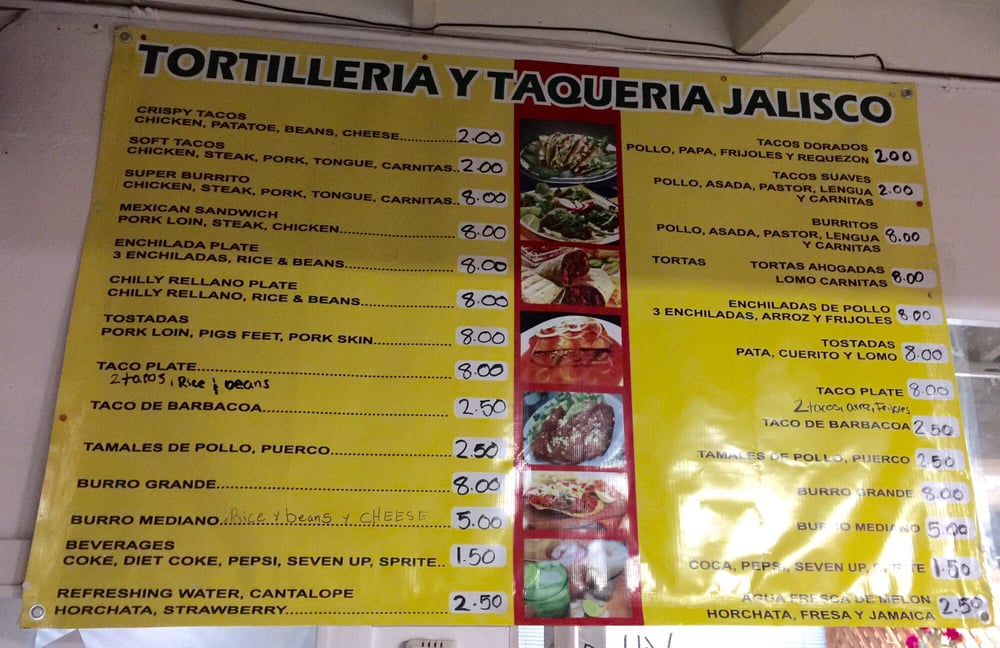 TORTILLERIA Y TAQUERIA JALISCO
CRISPY TACOS
CHICKEN, PATATOE, BEANS, CHEESE.......... 2.00
SOFT TACOS
CHICKEN, STEAK, PORK, TONGUE, CARNITAS.. 2.00
SUPER BURRITO
CHICKEN, STEAK, PORK, TONGUE, CARNITAS.. 8.00
MEXICAN SANDWICH
PORK LOIN, STEAK, CHICKEN.................... 8.00
ENCHILADA PLATE
3 ENCHILADAS, RICE & BEANS.................... 8.00
CHILLY RELLANO PLATE
CHILLY RELLANO, RICE & BEANS................ 8.00
TOSTADAS
PORK LOIN, PIGS FEET, PORK SKIN.............. 8.00
TACO PLATE.............................................. 8.00
2 tacos, Rice & beans
TACO DE BARBACOA................................ 2.50
TAMALES DE POLLO, PUERCO.................... 2.50
BURRO GRANDE........................................ 8.00
BURRO MEDIANO.. Rice y beans y CHEESE 5.00
BEVERAGES
COKE, DIET COKE, PEPSI, SEVEN UP, SPRITE.. 1.50
REFRESHING WATER, CANTALOPE
HORCHATA, STRAWBERRY........................ 2.50
TACOS DORADOS
POLLO, PAPA, FRIJOLES Y REQUEZON 2.00
TACOS SUAVES
POLLO, ASADA, PASTOR, LENGUA 2.00
Y CARNITAS
BURRITOS
POLLO, ASADA, PASTOR, LENGUA 8.00
Y CARNITAS
TORTAS TORTAS AHOGADAS
LOMO CARNITAS 8.00
ENCHILADAS DE POLLO
3 ENCHILADAS, ARROZ Y FRIJOLES 8.00
TOSTADAS
PATA, CUERITO Y LOMO 8.00
TACO PLATE 8.00
2 tacos, arroz, Frijoles
TACO DE BARBACOA 2.50
TAMALES DE POLLO, PUERCO 2.50
BURRO GRANDE 8.00
BURRO MEDIANO 5.00
COCA, PEPSI, SEVEN UP, SPRITE 1.50
AGUA FRESCA DE MELON
HORCHATA, FRESA Y JAMAICA 2.50